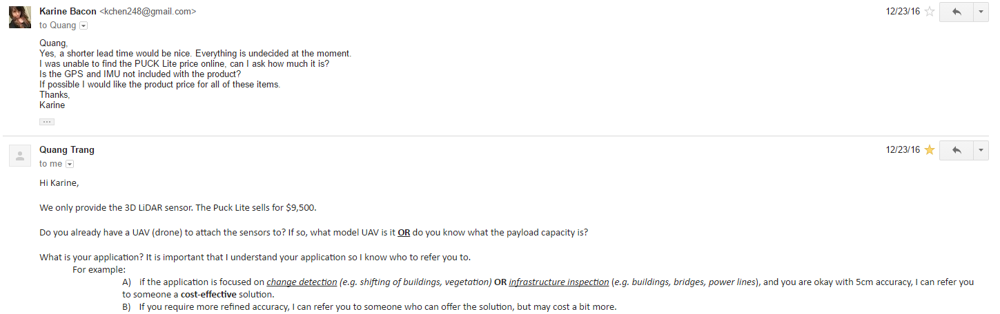 Karine Bacon <kchen248@gmail.com>
12/23/16
to Quang
Quang,
Yes, a shorter lead time would be nice. Everything is undecided at the moment.
I was unable to find the PUCK Lite price online, can I ask how much it is?
Is the GPS and IMU not included with the product?
If possible I would like the product price for all of these items.
Thanks,
Karine
Quang Trang
12/23/16
to me
Hi Karine,
We only provide the 3D LiDAR sensor. The Puck Lite sells for $9,500.
Do you already have a UAV (drone) to attach the sensors to? If so, what model UAV is it OR do you know what the payload capacity is?
What is your application? It is important that I understand your application so I know who to refer you to.
For example:
A) if the application is focused on change detection (e.g. shifting of buildings, vegetation) OR infrastructure inspection (e.g. buildings, bridges, power lines), and you are okay with 5cm accuracy, I can refer you
to someone a cost-effective solution.
B) If you require more refined accuracy, I can refer you to someone who can offer the solution, but may cost a bit more.